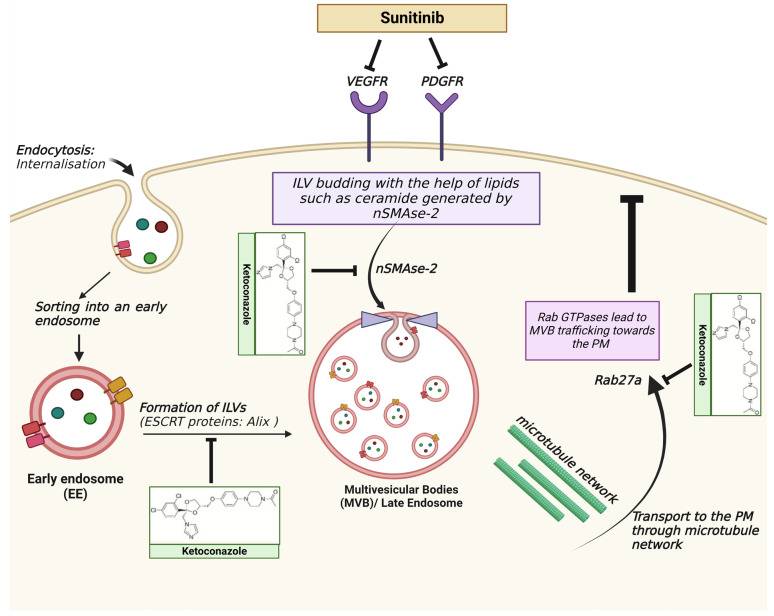 Sunitinib
VEGFR
PDGFR
Endocytosis:
Internalisation
ILV budding with the help of lipids
such as ceramide generated by
nSMAse-2
Ketoconazole
nSMAse-2
Sorting into an early
endosome
Rab GTPases lead to
MVB trafficking towards
the PM
Ketoconazole
Rab27a
Formation of ILVs
(ESCRT proteins: Alix )
microtubule network
Early endosome
(EE)
Multivesicular Bodies
(MVB)/ Late Endosome
Transport to the PM
through microtubule
network
Ketoconazole